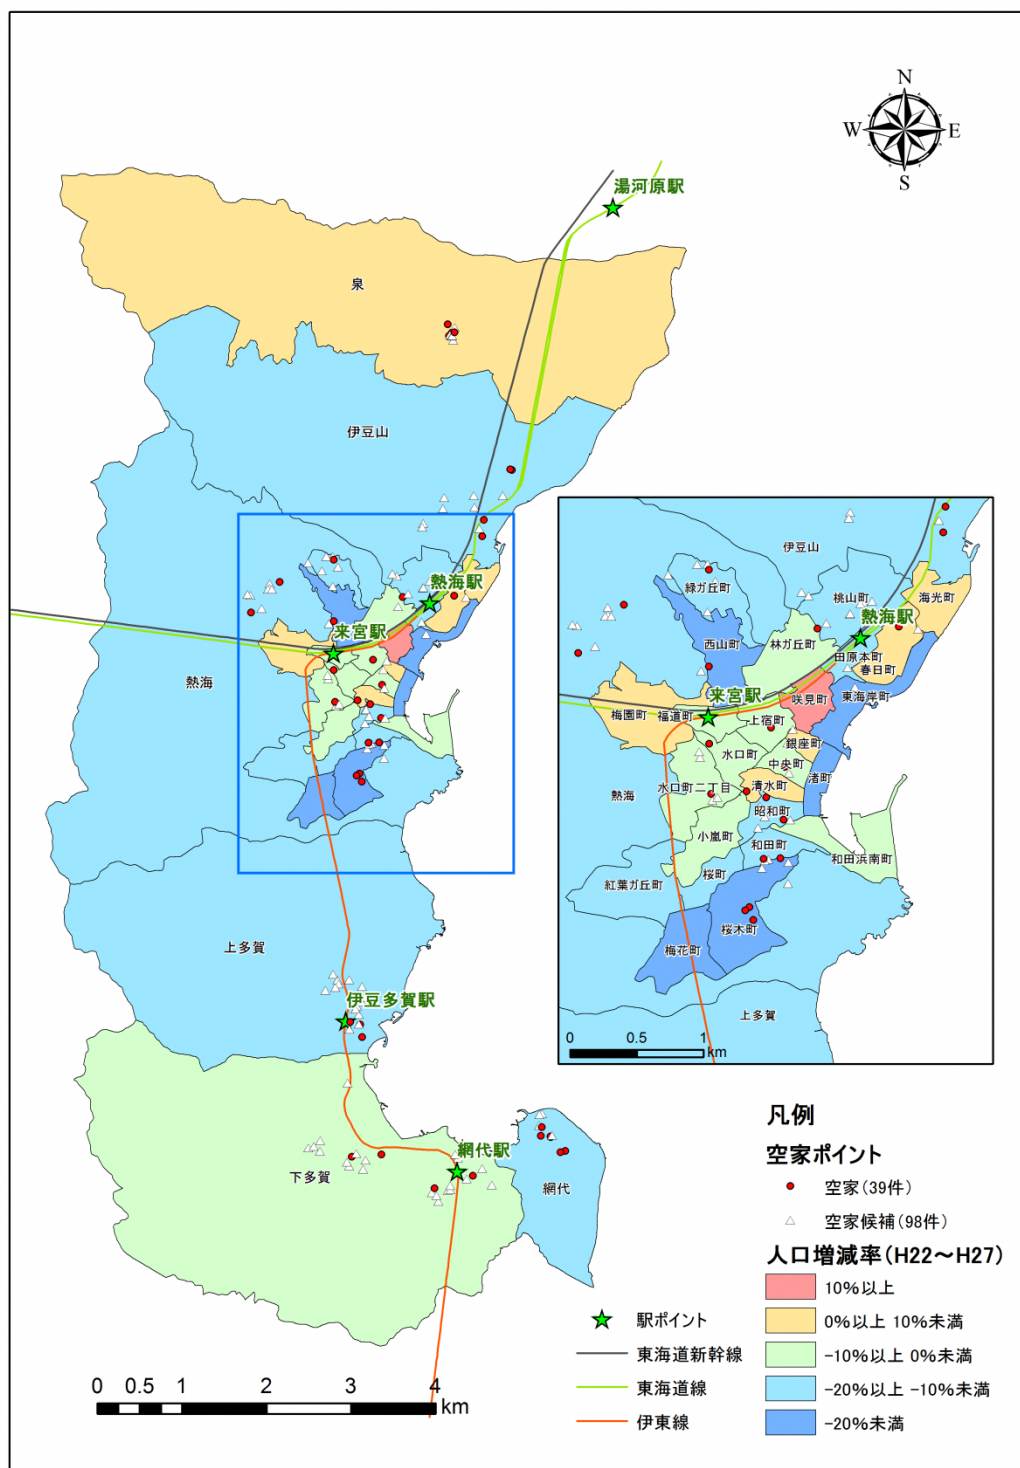 N
W E
S
湯河原駅
泉
伊豆山
熱海駅
来宮駅
熱海
上多賀
伊豆多賀駅
下多賀
網代駅
網代
伊豆山
緑ガ丘町
桃山町
海光町
熱海駅
西山町
林ガ丘町
田原本町
春日町
来宮駅
咲見町
東海岸町
梅園町
福道町
上宿町
水口町
銀座町
中央町
渚町
熱海
水口町二丁目
清水町
昭和町
小嵐町
和田町
和田浜南町
桜町
紅葉ガ丘町
桜木町
梅花町
上多賀
0 0.5 1
km
凡例
空家ポイント
空家(39件)
空家候補(98件)
人口増減率(H22～H27)
10%以上
0%以上 10%未満
-10%以上 0%未満
-20%以上 -10%未満
-20%未満
駅ポイント
東海道新幹線
東海道線
伊東線
0 0.5 1 2 3 4
km